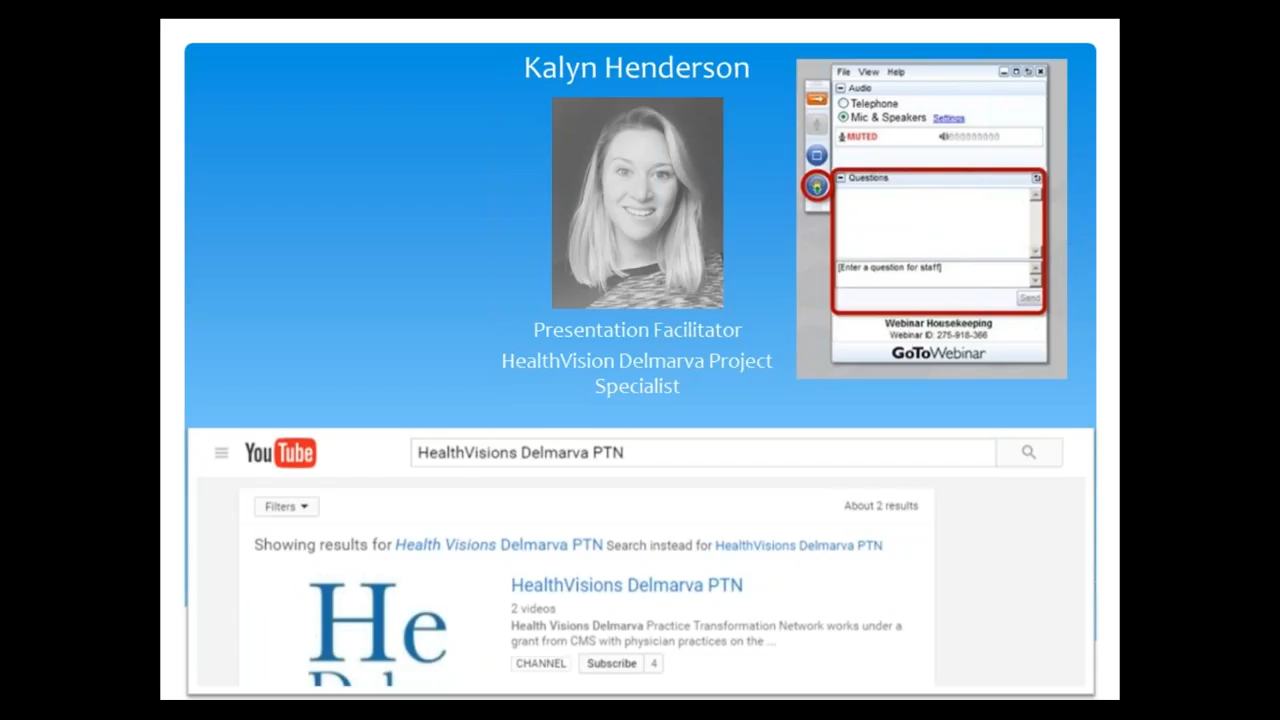 Kalyn Henderson
Presentation Facilitator
HealthVision Delmarva Project
Specialist
File View Help
Audio
Telephone
Mic & Speakers Settings
MUTED
Questions
[Enter a question for staff]
Send
Webinar Housekeeping
Webinar ID: 275-918-366
GoToWebinar
YouTube
HealthVisions Delmarva PTN
Filters
About 2 results
Showing results for Health Visions Delmarva PTN Search instead for HealthVisions Delmarva PTN
He
HealthVisions Delmarva PTN
2 videos
Health Visions Delmarva Practice Transformation Network works under a
grant from CMS with physician practices on the ...
CHANNEL Subscribe 4